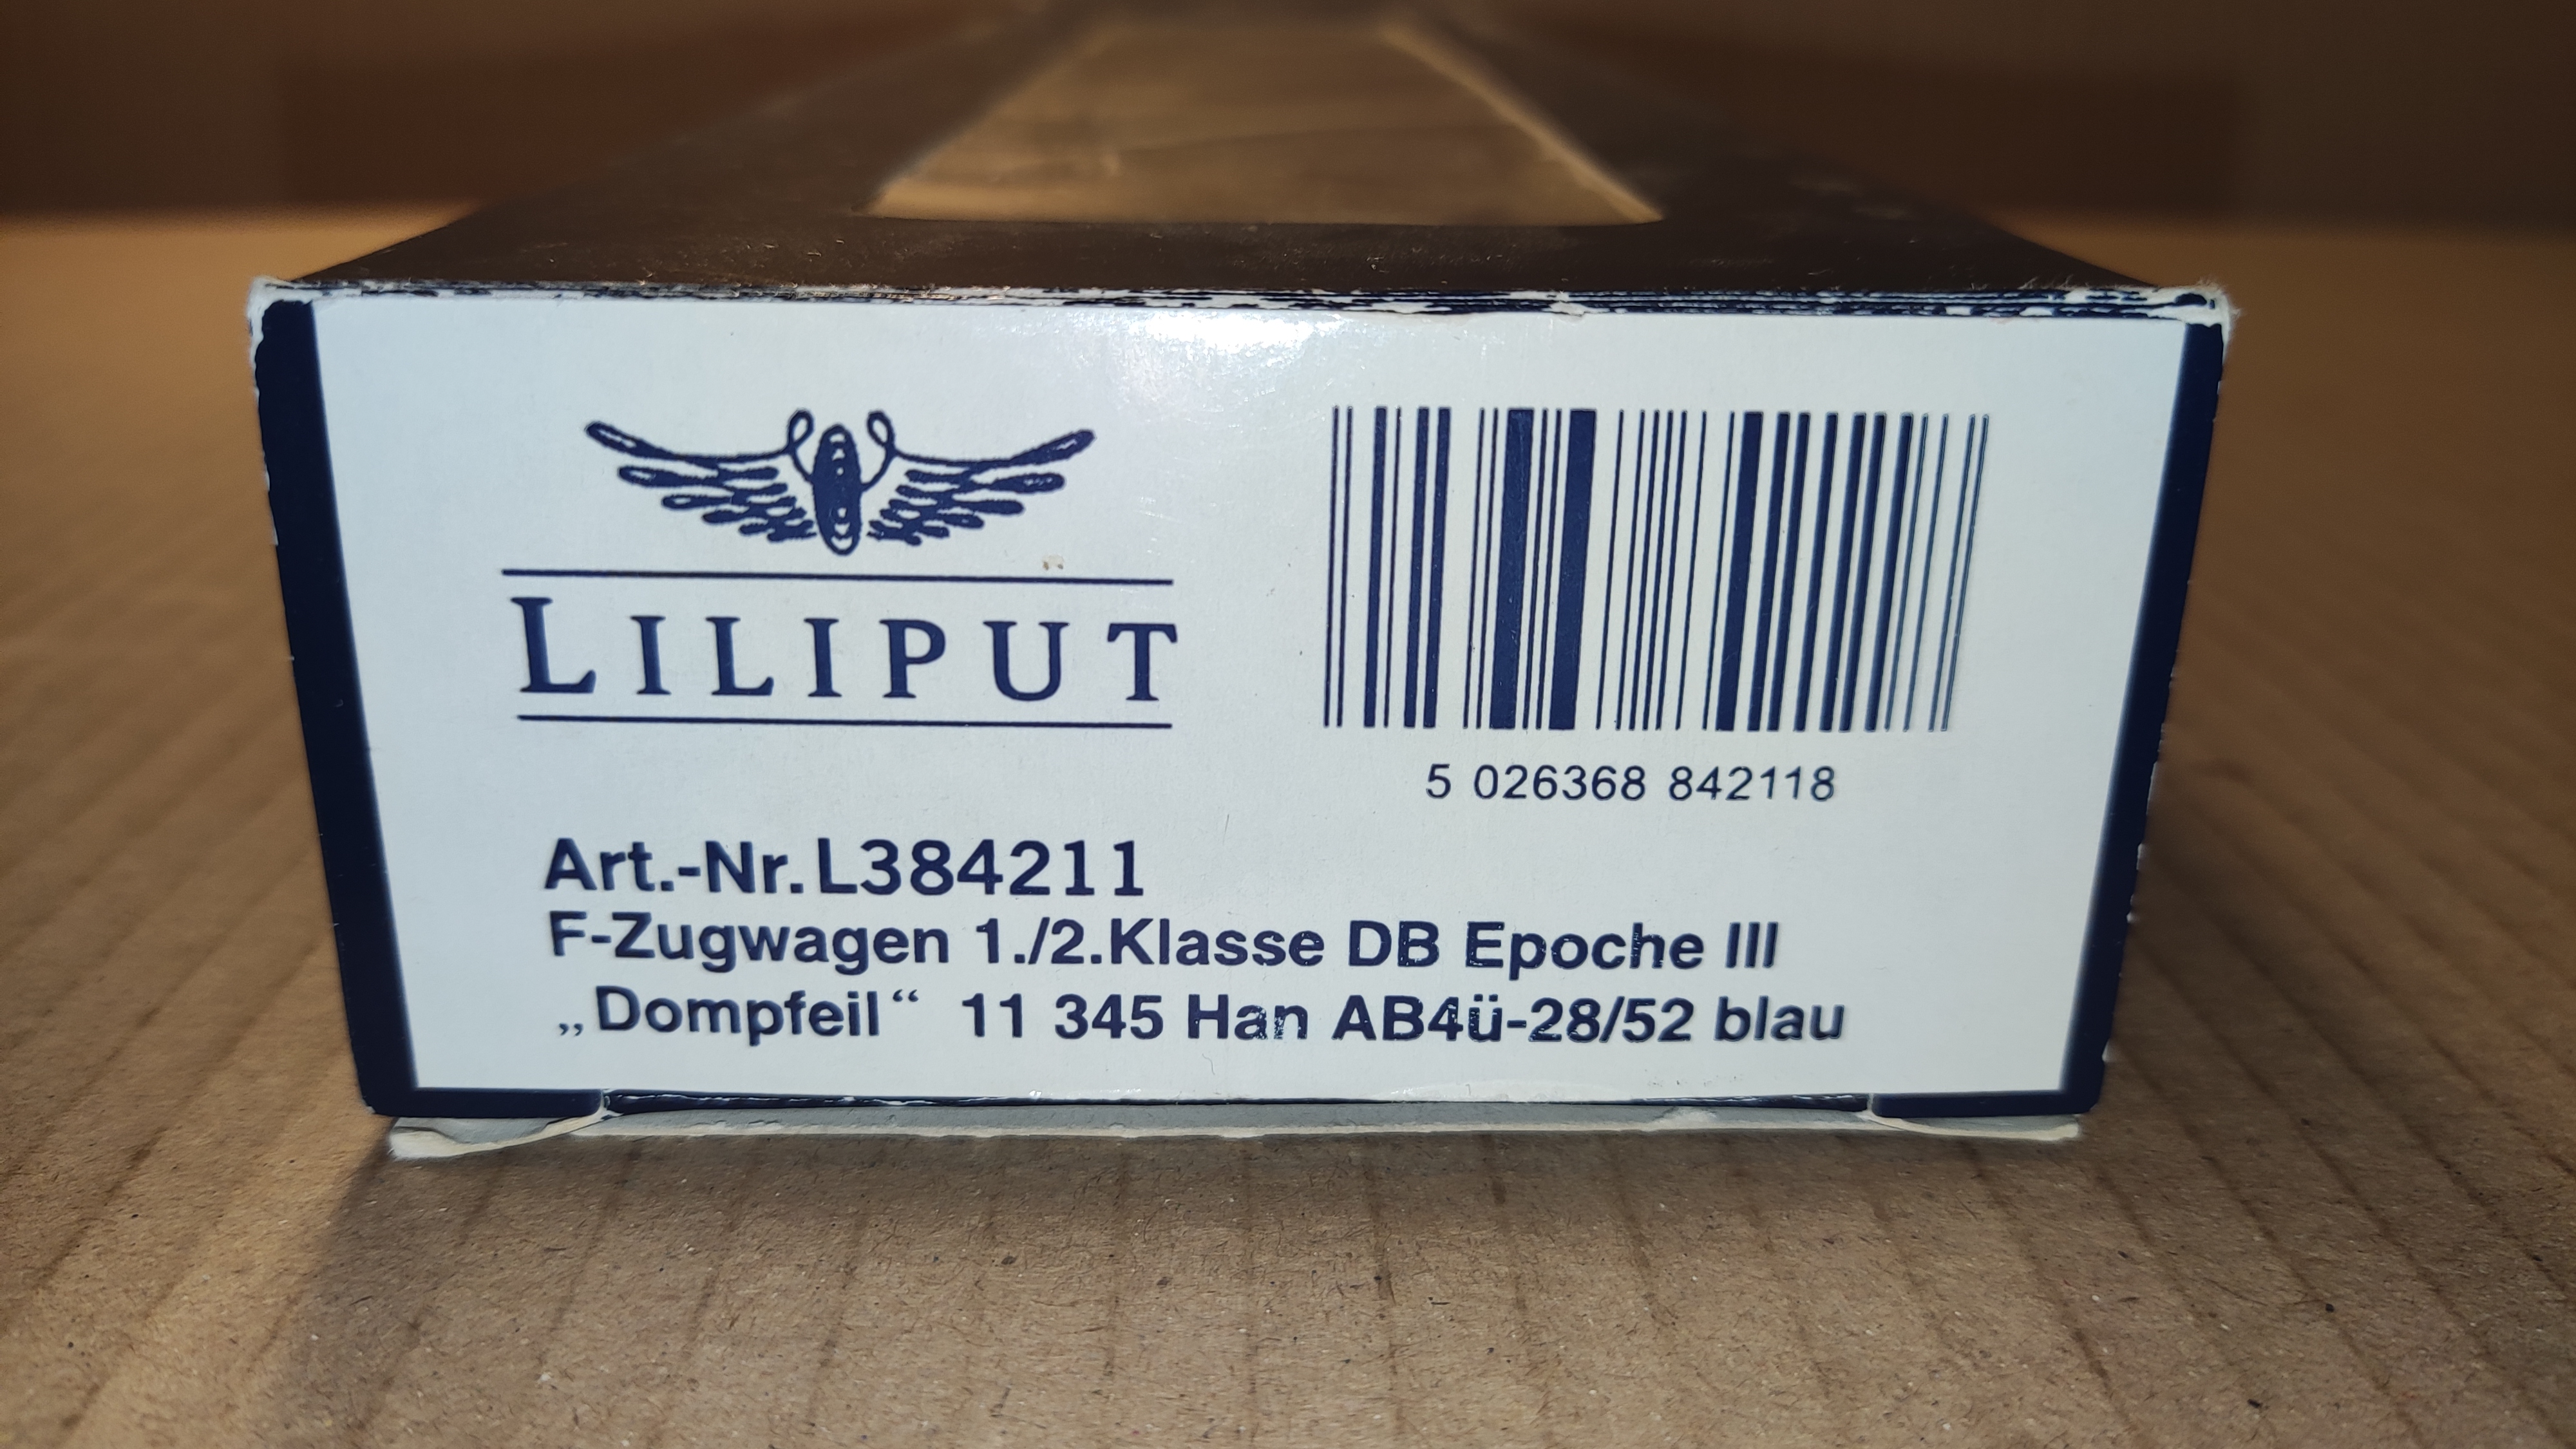 LILIPUT
5 026368 842118
Art.-Nr. L384211
F-Zugwagen 1./2.Klasse DB Epoche III
„Dompfeil“ 11 345 Han AB4ü-28/52 blau